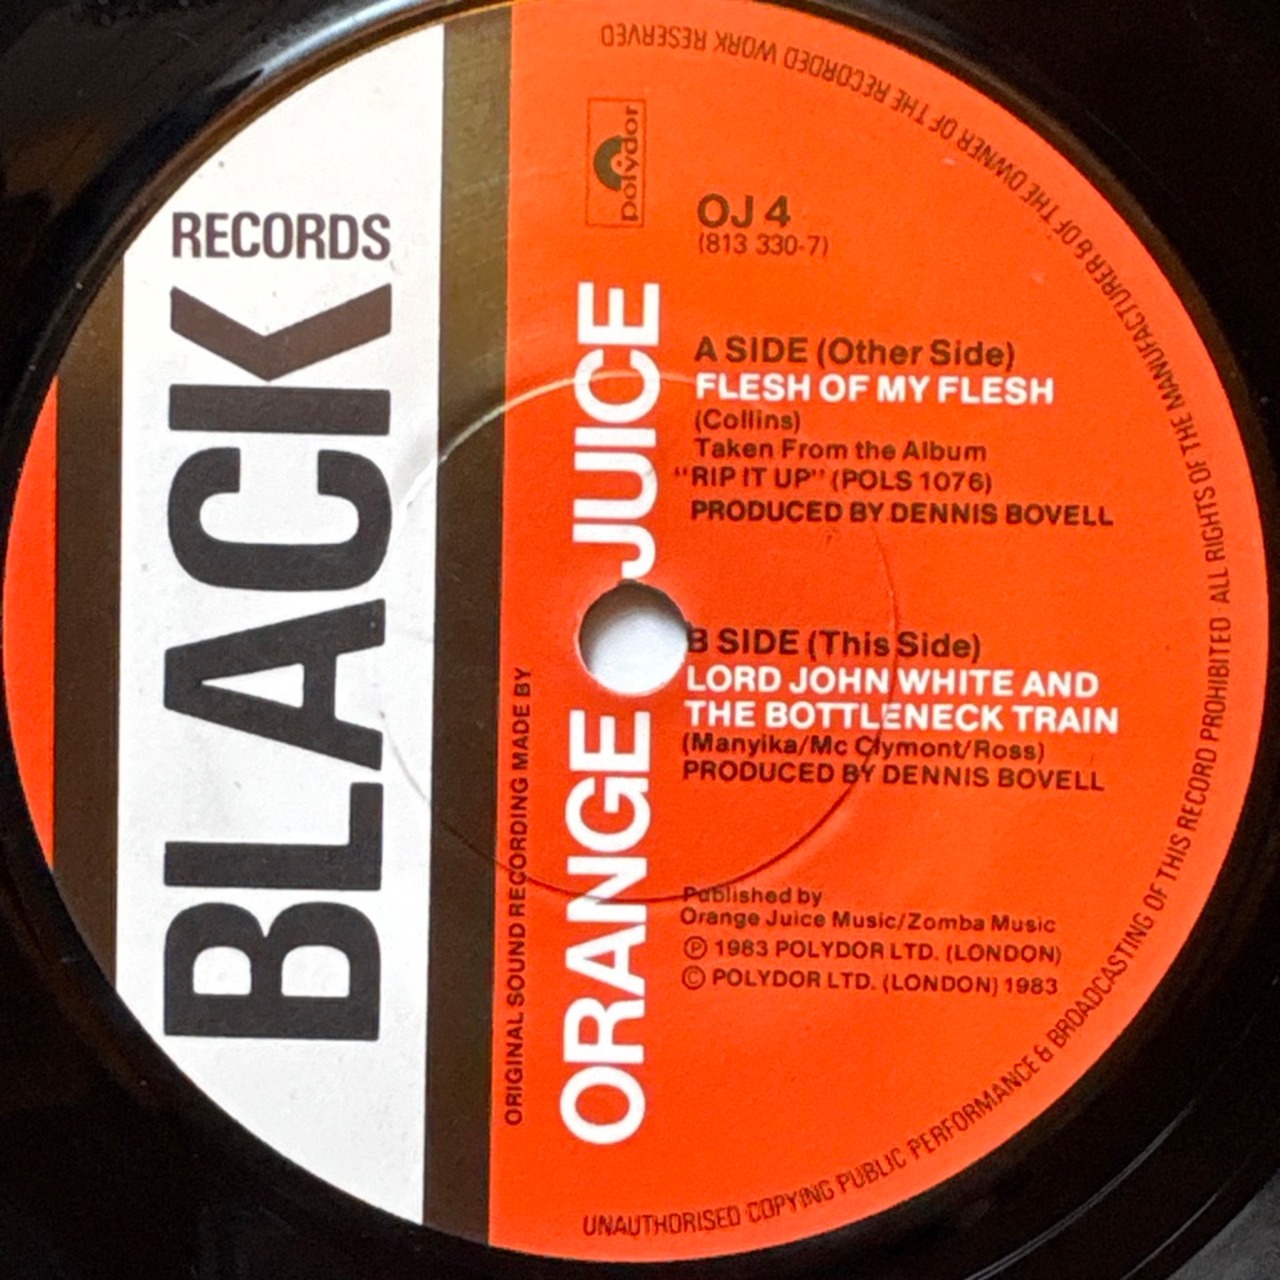 BLACK
RECORDS
ORIGINAL SOUND RECORDING MADE BY
ORANGE JUICE
polydor
OJ 4
(813 330-7)
A SIDE (Other Side)
FLESH OF MY FLESH
(Collins)
Taken From the Album
"RIP IT UP" (POLS 1076)
PRODUCED BY DENNIS BOVELL
B SIDE (This Side)
LORD JOHN WHITE AND
THE BOTTLENECK TRAIN
(Manyika/Mc Clymont/Ross)
PRODUCED BY DENNIS BOVELL
Published by
Orange Juice Music/Zomba Music
Ⓟ 1983 POLYDOR LTD. (LONDON)
© POLYDOR LTD. (LONDON) 1983
UNAUTHORISED COPYING PUBLIC PERFORMANCE & BROADCASTING OF THIS RECORD PROHIBITED · ALL RIGHTS OF THE MANUFACTURER & OF THE OWNER OF THE RECORDED WORK RESERVED